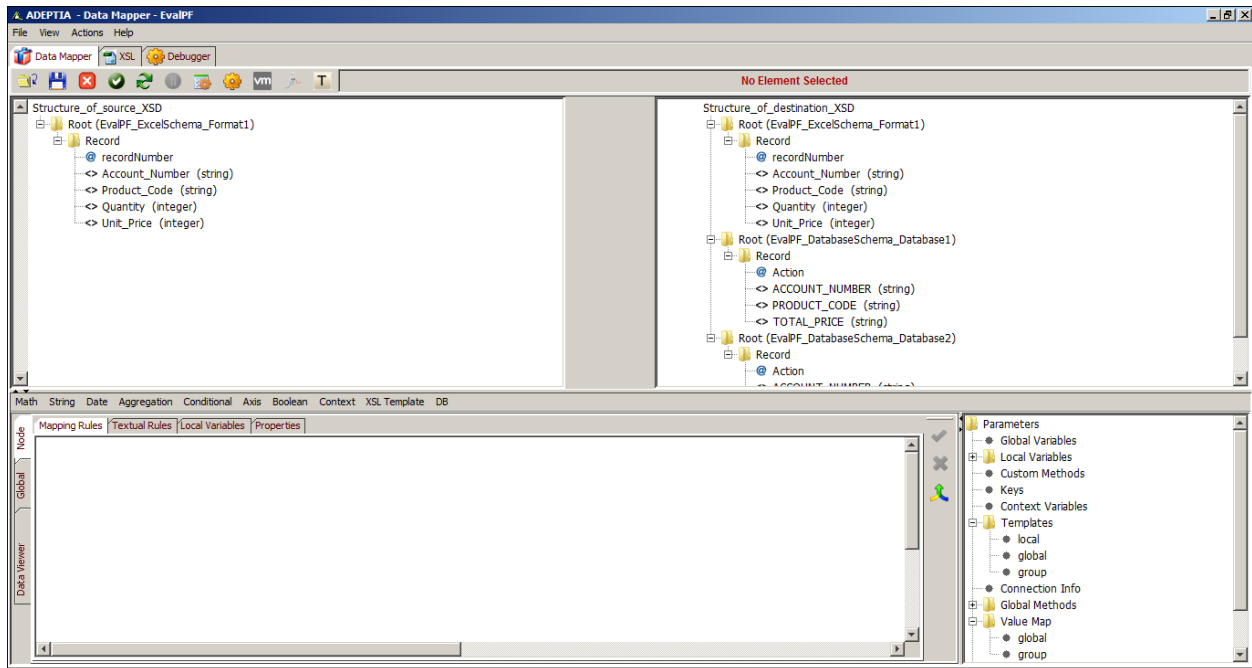 ADEPTIA - Data Mapper - EvalPF
File View Actions Help
Data Mapper XSL Debugger
vm T No Element Selected
Structure_of_source_XSD
Root (EvalPF_ExcelSchema_Format1)
Record
@ recordNumber
<> Account_Number (string)
<> Product_Code (string)
<> Quantity (integer)
<> Unit_Price (integer)
Structure_of_destination_XSD
Root (EvalPF_ExcelSchema_Format1)
Record
@ recordNumber
<> Account_Number (string)
<> Product_Code (string)
<> Quantity (integer)
<> Unit_Price (integer)
Root (EvalPF_DatabaseSchema_Database1)
Record
@ Action
<> ACCOUNT_NUMBER (string)
<> PRODUCT_CODE (string)
<> TOTAL_PRICE (string)
Root (EvalPF_DatabaseSchema_Database2)
Record
@ Action
<> ACCOUNT_NUMBER (string)
Math String Date Aggregation Conditional Axis Boolean Context XSL Template DB
Node
Global
Data Viewer
Mapping Rules Textual Rules Local Variables Properties
Parameters
Global Variables
Local Variables
Custom Methods
Keys
Context Variables
Templates
local
global
group
Connection Info
Global Methods
Value Map
global
group